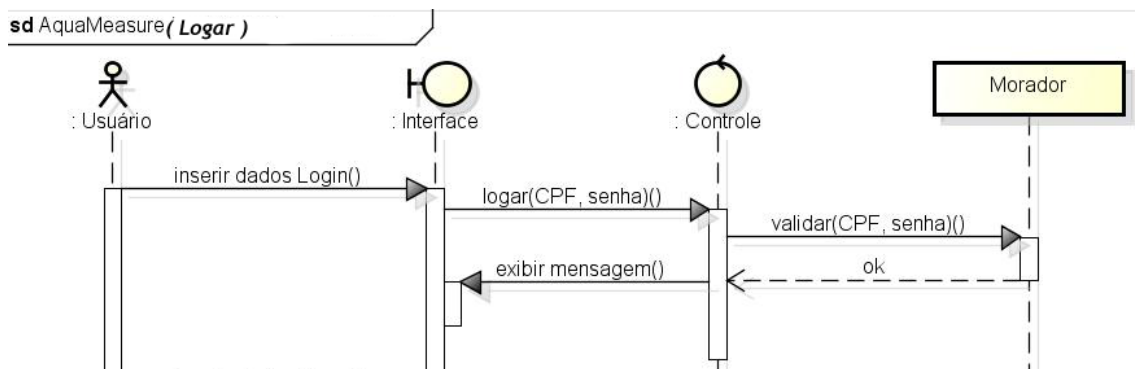 sd AquaMeasure( Logar )
: Usuário
: Interface
: Controle
Morador
inserir dados Login()
logar(CPF, senha)()
validar(CPF, senha)()
exibir mensagem()
ok